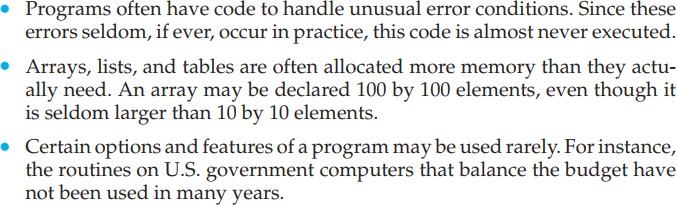 • Programs often have code to handle unusual error conditions. Since these
errors seldom, if ever, occur in practice, this code is almost never executed.
• Arrays, lists, and tables are often allocated more memory than they actu-
ally need. An array may be declared 100 by 100 elements, even though it
is seldom larger than 10 by 10 elements.
• Certain options and features of a program may be used rarely. For instance,
the routines on U.S. government computers that balance the budget have
not been used in many years.